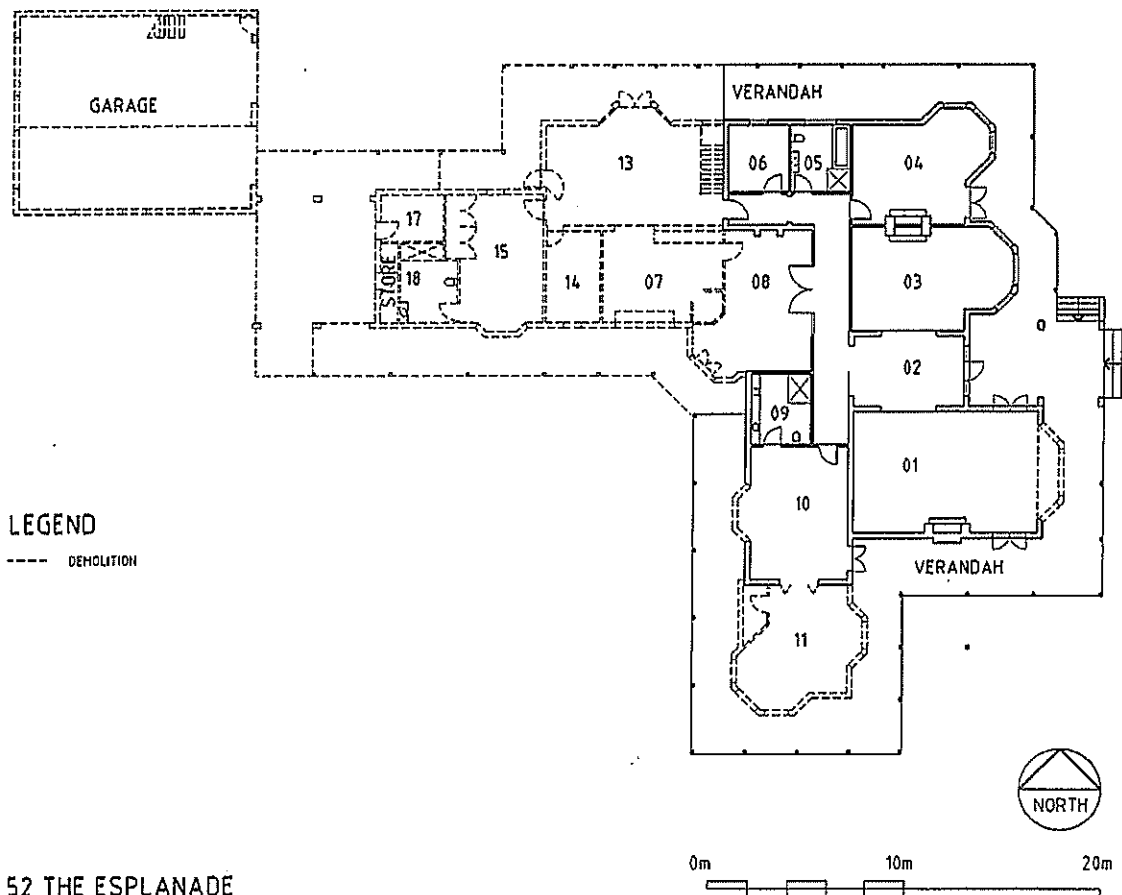 GARAGE
VERANDAH
13
06
05
04
17
15
STORE
18
14
07
08
03
02
09
01
10
VERANDAH
11
LEGEND
DEMOLITION
NORTH
0m 10m 20m
52 THE ESPLANADE